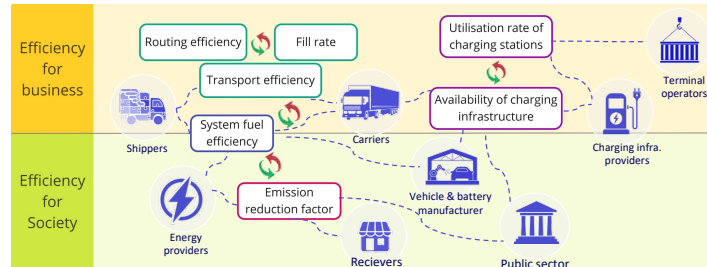 Efficiency
for
business
Routing efficiency
Fill rate
Utilisation rate of
charging stations
Transport efficiency
Terminal
operators
Availability of charging
infrastructure
System fuel
efficiency
Shippers
Carriers
Charging infra.
providers
Efficiency
for
Society
Emission
reduction factor
Vehicle & battery
manufacturer
Energy
providers
Recievers
Public sector